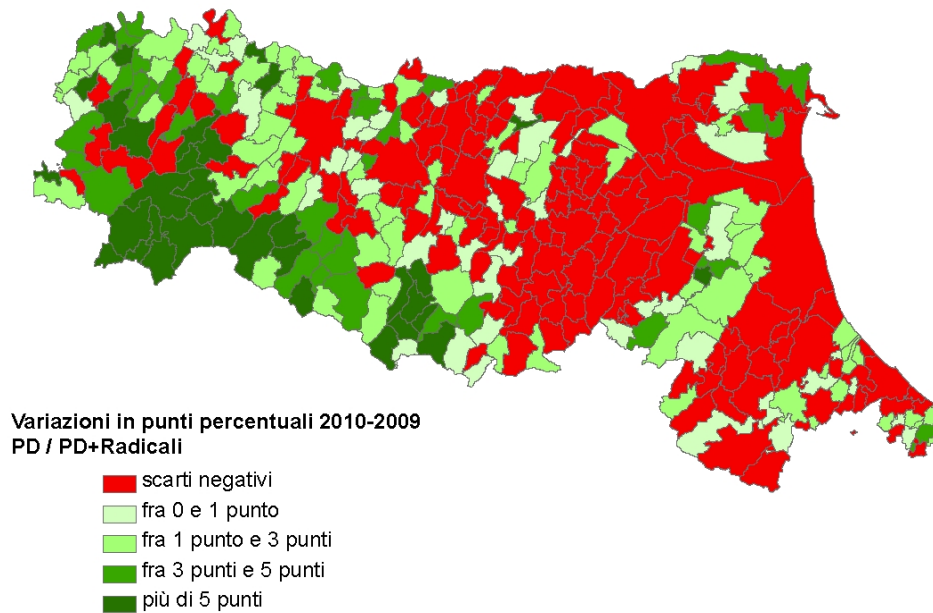 Variazioni in punti percentuali 2010-2009
PD / PD+Radicali
scarti negativi
fra 0 e 1 punto
fra 1 punto e 3 punti
fra 3 punti e 5 punti
più di 5 punti